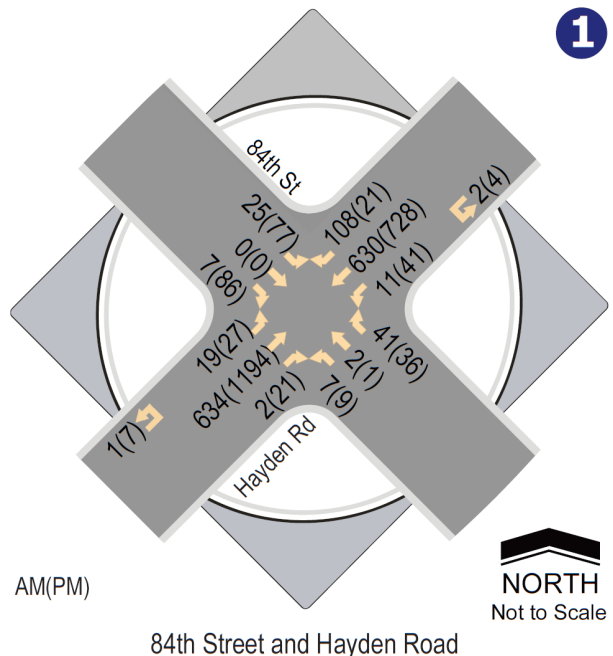 1
84th St
25(77)
0(0)
7(86)
108(21)
630(728)
11(41)
2(4)
19(27)
634(1194)
2(21)
1(7)
41(36)
2(1)
7(9)
Hayden Rd
AM(PM)
NORTH
Not to Scale
84th Street and Hayden Road